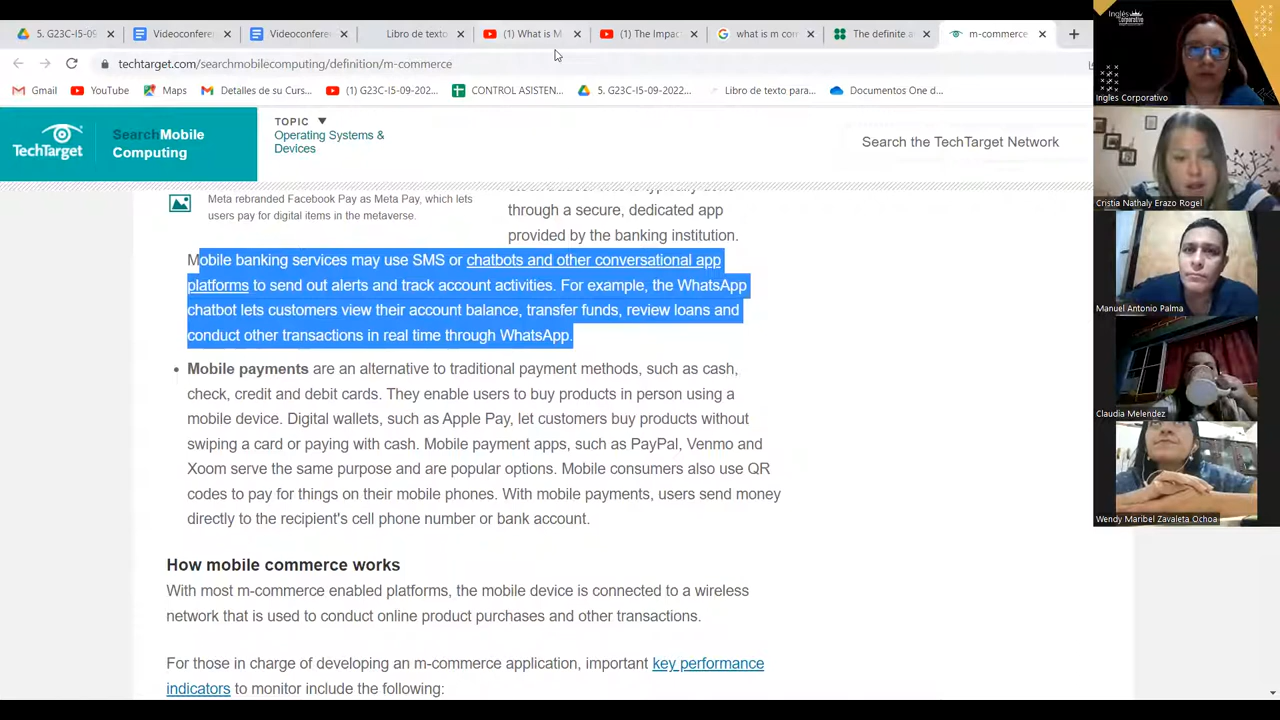 5. G23C-I5-09-
Videoconferen
Videoconferen
Libro de texto
(1) What is M
(1) The Impac
what is m con
The definite a
m-commerce
techtarget.com/searchmobilecomputing/definition/m-commerce
Gmail
YouTube
Maps
Detalles de su Curs...
(1) G23C-I5-09-202...
CONTROL ASISTEN...
5. G23C-I5-09-2022...
Libro de texto para...
Documentos One d...
TechTarget
SearchMobile
Computing
TOPIC
Operating Systems &
Devices
Search the TechTarget Network
Meta rebranded Facebook Pay as Meta Pay, which lets
users pay for digital items in the metaverse.
through a secure, dedicated app
provided by the banking institution.
Mobile banking services may use SMS or chatbots and other conversational app
platforms to send out alerts and track account activities. For example, the WhatsApp
chatbot lets customers view their account balance, transfer funds, review loans and
conduct other transactions in real time through WhatsApp.
• Mobile payments are an alternative to traditional payment methods, such as cash,
check, credit and debit cards. They enable users to buy products in person using a
mobile device. Digital wallets, such as Apple Pay, let customers buy products without
swiping a card or paying with cash. Mobile payment apps, such as PayPal, Venmo and
Xoom serve the same purpose and are popular options. Mobile consumers also use QR
codes to pay for things on their mobile phones. With mobile payments, users send money
directly to the recipient's cell phone number or bank account.
How mobile commerce works
With most m-commerce enabled platforms, the mobile device is connected to a wireless
network that is used to conduct online product purchases and other transactions.
For those in charge of developing an m-commerce application, important key performance
indicators to monitor include the following:
Inglés
Corporativo
Ingles Corporativo
Cristia Nathaly Erazo Rogel
Manuel Antonio Palma
Claudia Melendez
Wendy Maribel Zavaleta Ochoa